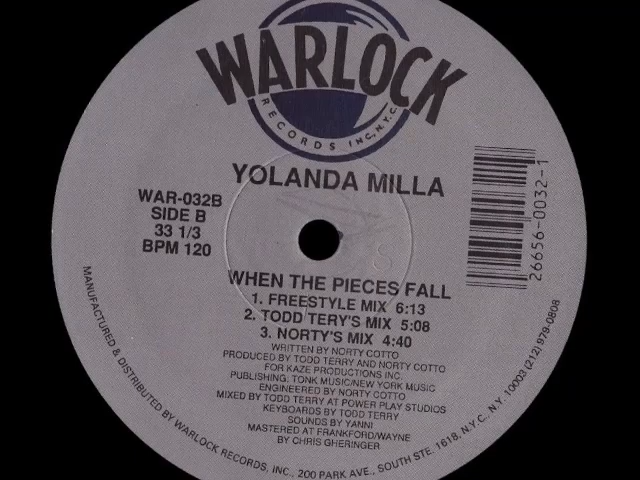 WARLOCK
RECORDS INC., N.Y.C.
YOLANDA MILLA
WAR-032B
SIDE B
33 1/3
BPM 120
26656-0032-1
WHEN THE PIECES FALL
1. FREESTYLE MIX 6:13
2. TODD TERY'S MIX 5:08
3. NORTY'S MIX 4:40
WRITTEN BY NORTY COTTO
PRODUCED BY TODD TERRY AND NORTY COTTO
FOR KAZE PRODUCTIONS INC.
PUBLISHING: TONK MUSIC/NEW YORK MUSIC
ENGINEERED BY NORTY COTTO
MIXED BY TODD TERRY AT POWER PLAY STUDIOS
KEYBOARDS BY TODD TERRY
SOUNDS BY YANNI
MASTERED AT FRANKFORD/WAYNE
BY CHRIS GHERINGER
MANUFACTURED & DISTRIBUTED BY WARLOCK RECORDS, INC., 200 PARK AVE., SOUTH STE. 1618, N.Y.C, N.Y. 10003 (212) 979-0808